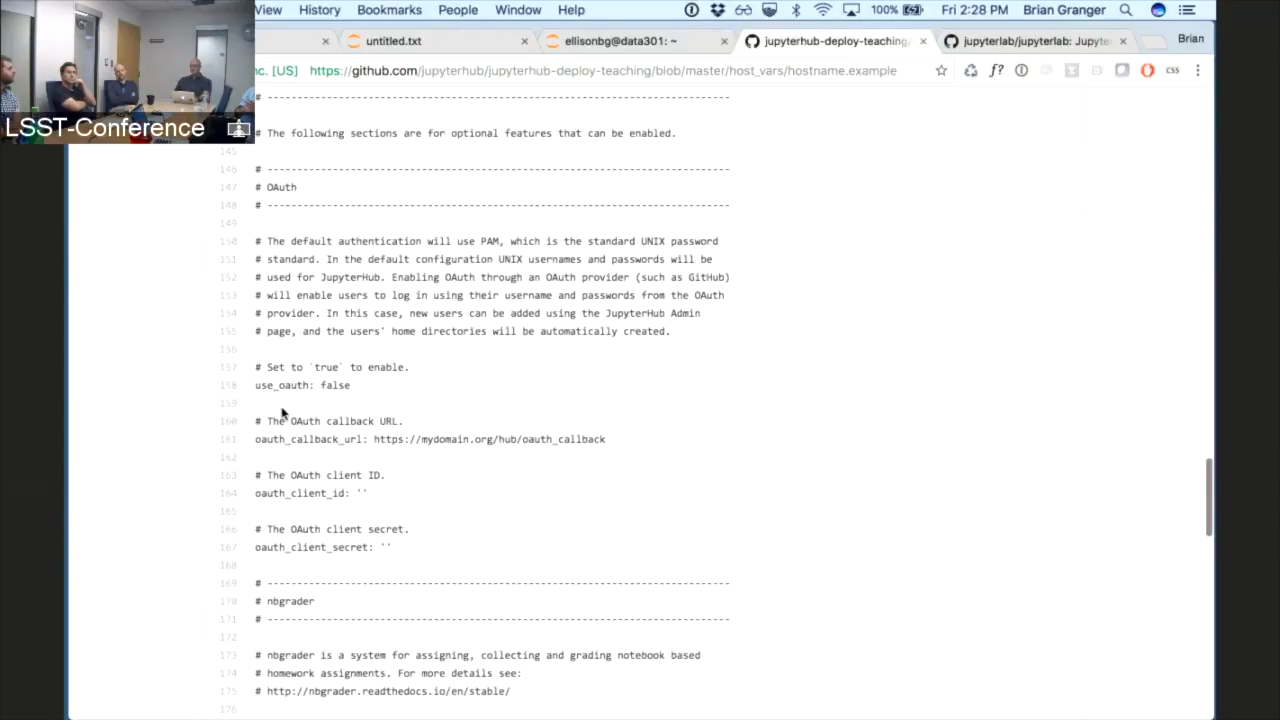 View History Bookmarks People Window Help 100% Fri 2:28 PM Brian Granger
untitled.txt × ellisonbg@data301: ~ × jupyterhub-deploy-teaching/ × jupyterlab/jupyterlab: Jupyte × Brian
nc. [US] https://github.com/jupyterhub/jupyterhub-deploy-teaching/blob/master/host_vars/hostname.example f? CSS
LSST-Conference
# -------------------------------------------------------------------------------
# The following sections are for optional features that can be enabled.
145
146 # -------------------------------------------------------------------------------
147 # OAuth
148 # -------------------------------------------------------------------------------
149
150 # The default authentication will use PAM, which is the standard UNIX password
151 # standard. In the default configuration UNIX usernames and passwords will be
152 # used for JupyterHub. Enabling OAuth through an OAuth provider (such as GitHub)
153 # will enable users to log in using their username and passwords from the OAuth
154 # provider. In this case, new users can be added using the JupyterHub Admin
155 # page, and the users' home directories will be automatically created.
156
157 # Set to `true` to enable.
158 use_oauth: false
159
160 # The OAuth callback URL.
161 oauth_callback_url: https://mydomain.org/hub/oauth_callback
162
163 # The OAuth client ID.
164 oauth_client_id: ''
165
166 # The OAuth client secret.
167 oauth_client_secret: ''
168
169 # -------------------------------------------------------------------------------
170 # nbgrader
171 # -------------------------------------------------------------------------------
172
173 # nbgrader is a system for assigning, collecting and grading notebook based
174 # homework assignments. For more details see:
175 # http://nbgrader.readthedocs.io/en/stable/
176